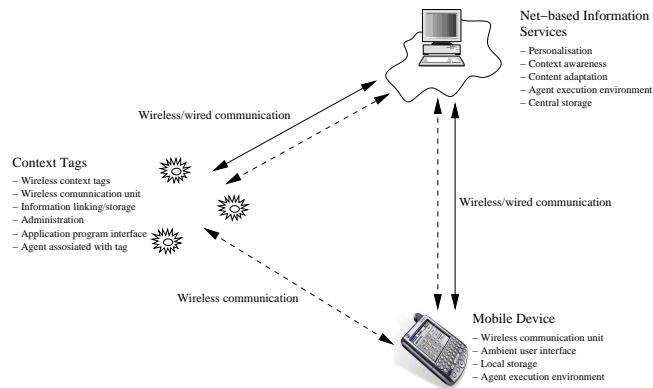 Net-based Information
Services
– Personalisation
– Context awareness
– Content adaptation
– Agent execution environment
– Central storage
Wireless/wired communication
Context Tags
– Wireless context tags
– Wireless comunnication unit
– Information linking/storage
– Administration
– Application program interface
– Agent assosiated with tag
Wireless/wired communication
Wireless communication
Mobile Device
– Wireless communication unit
– Ambient user interface
– Local storage
– Agent execution environment